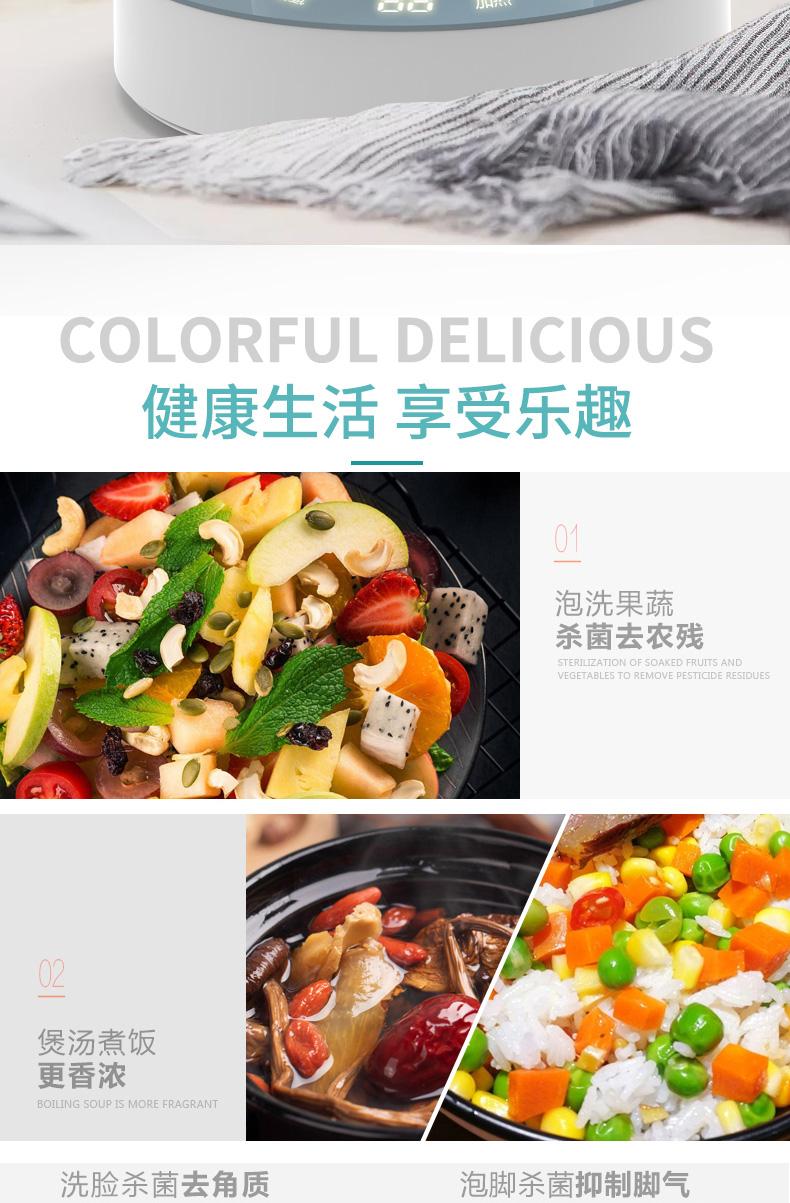 加热
COLORFUL DELICIOUS
健康生活 享受乐趣
01
泡洗果蔬
杀菌去农残
STERILIZATION OF SOAKED FRUITS AND
VEGETABLES TO REMOVE PESTICIDE RESIDUES
02
煲汤煮饭
更香浓
BOILING SOUP IS MORE FRAGRANT
洗脸杀菌去角质
泡脚杀菌抑制脚气